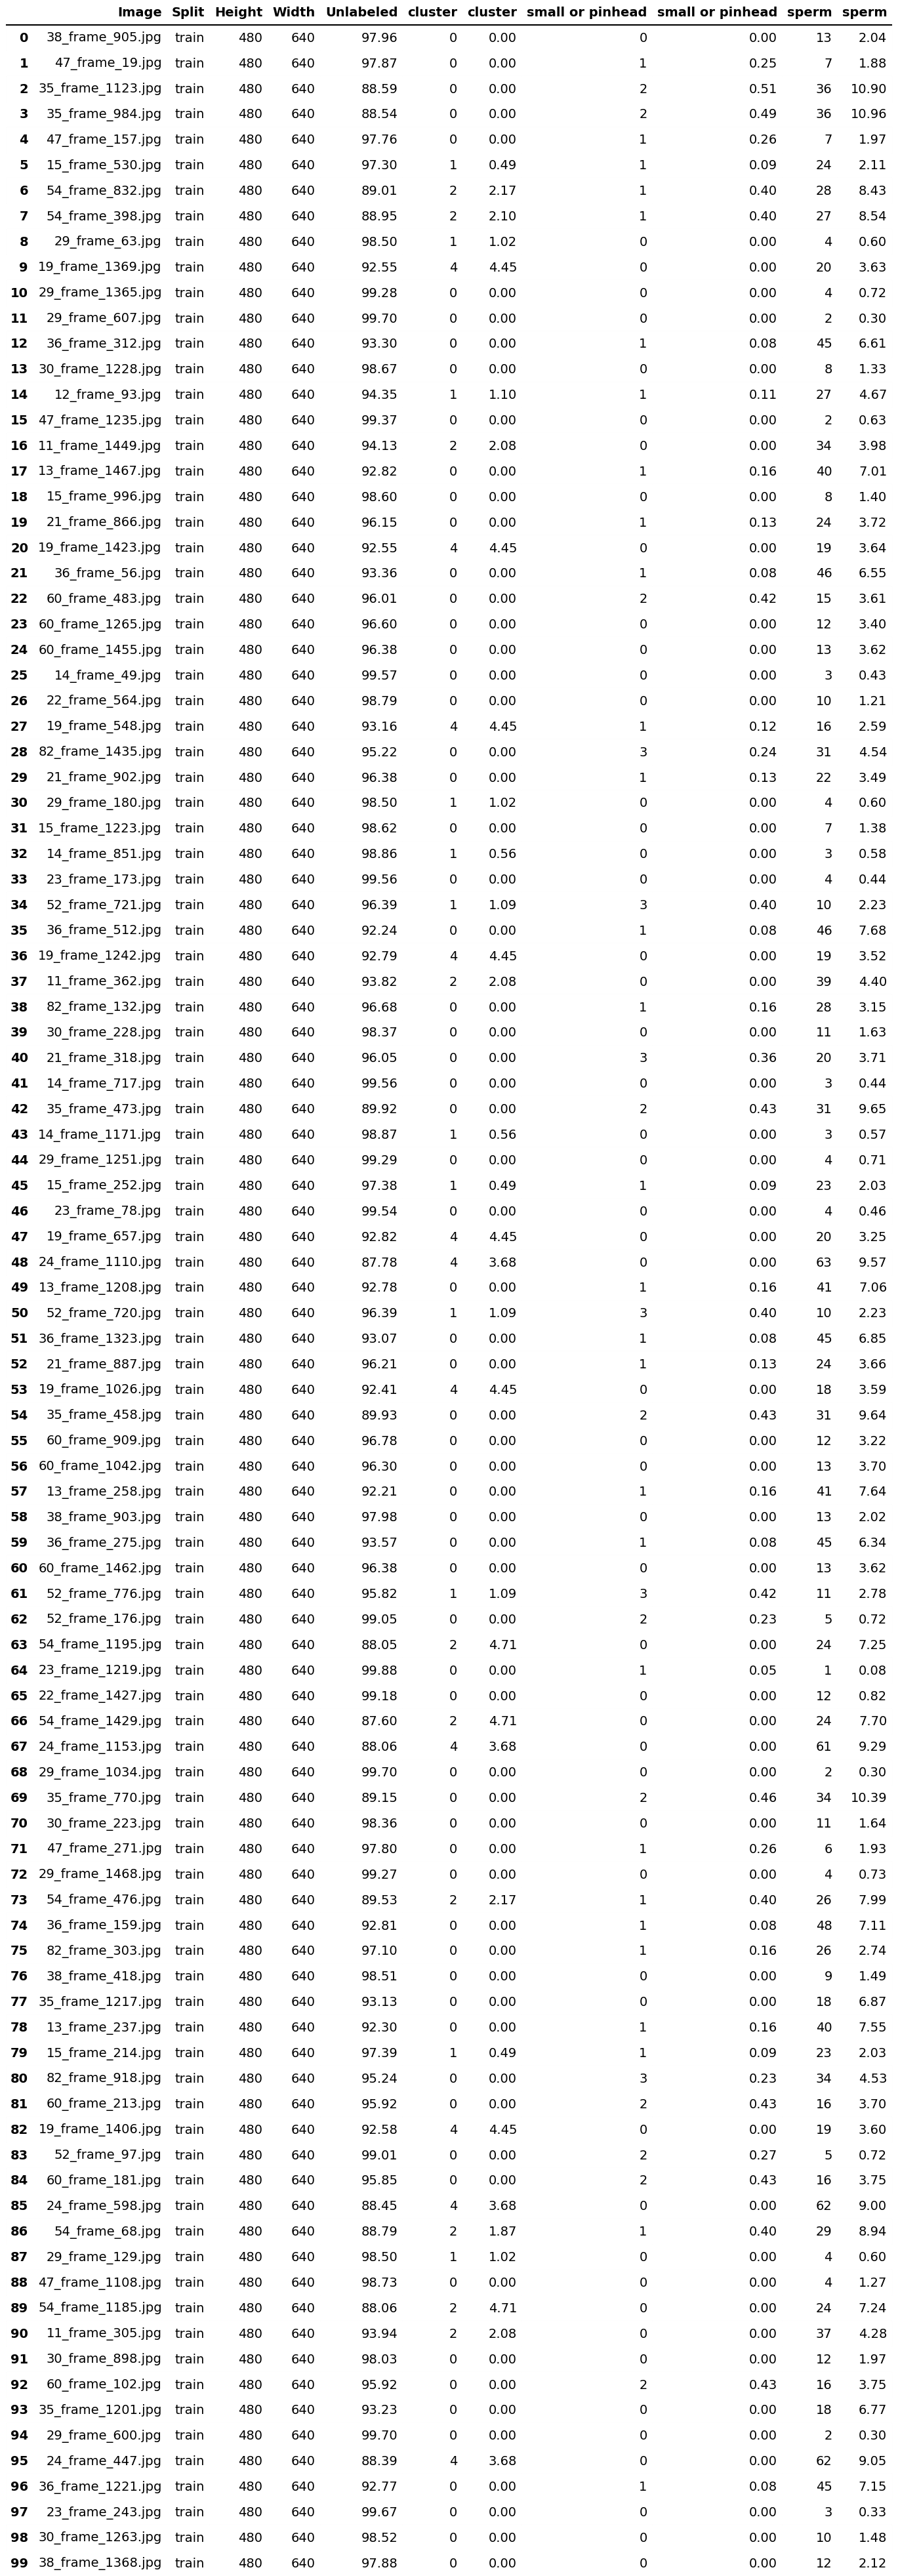 Image Split Height Width Unlabeled cluster cluster small or pinhead small or pinhead sperm sperm
0 38_frame_905.jpg train 480 640 97.96 0 0.00 0 0.00 13 2.04
1 47_frame_19.jpg train 480 640 97.87 0 0.00 1 0.25 7 1.88
2 35_frame_1123.jpg train 480 640 88.59 0 0.00 2 0.51 36 10.90
3 35_frame_984.jpg train 480 640 88.54 0 0.00 2 0.49 36 10.96
4 47_frame_157.jpg train 480 640 97.76 0 0.00 1 0.26 7 1.97
5 15_frame_530.jpg train 480 640 97.30 1 0.49 1 0.09 24 2.11
6 54_frame_832.jpg train 480 640 89.01 2 2.17 1 0.40 28 8.43
7 54_frame_398.jpg train 480 640 88.95 2 2.10 1 0.40 27 8.54
8 29_frame_63.jpg train 480 640 98.50 1 1.02 0 0.00 4 0.60
9 19_frame_1369.jpg train 480 640 92.55 4 4.45 0 0.00 20 3.63
10 29_frame_1365.jpg train 480 640 99.28 0 0.00 0 0.00 4 0.72
11 29_frame_607.jpg train 480 640 99.70 0 0.00 0 0.00 2 0.30
12 36_frame_312.jpg train 480 640 93.30 0 0.00 1 0.08 45 6.61
13 30_frame_1228.jpg train 480 640 98.67 0 0.00 0 0.00 8 1.33
14 12_frame_93.jpg train 480 640 94.35 1 1.10 1 0.11 27 4.67
15 47_frame_1235.jpg train 480 640 99.37 0 0.00 0 0.00 2 0.63
16 11_frame_1449.jpg train 480 640 94.13 2 2.08 0 0.00 34 3.98
17 13_frame_1467.jpg train 480 640 92.82 0 0.00 1 0.16 40 7.01
18 15_frame_996.jpg train 480 640 98.60 0 0.00 0 0.00 8 1.40
19 21_frame_866.jpg train 480 640 96.15 0 0.00 1 0.13 24 3.72
20 19_frame_1423.jpg train 480 640 92.55 4 4.45 0 0.00 19 3.64
21 36_frame_56.jpg train 480 640 93.36 0 0.00 1 0.08 46 6.55
22 60_frame_483.jpg train 480 640 96.01 0 0.00 2 0.42 15 3.61
23 60_frame_1265.jpg train 480 640 96.60 0 0.00 0 0.00 12 3.40
24 60_frame_1455.jpg train 480 640 96.38 0 0.00 0 0.00 13 3.62
25 14_frame_49.jpg train 480 640 99.57 0 0.00 0 0.00 3 0.43
26 22_frame_564.jpg train 480 640 98.79 0 0.00 0 0.00 10 1.21
27 19_frame_548.jpg train 480 640 93.16 4 4.45 1 0.12 16 2.59
28 82_frame_1435.jpg train 480 640 95.22 0 0.00 3 0.24 31 4.54
29 21_frame_902.jpg train 480 640 96.38 0 0.00 1 0.13 22 3.49
30 29_frame_180.jpg train 480 640 98.50 1 1.02 0 0.00 4 0.60
31 15_frame_1223.jpg train 480 640 98.62 0 0.00 0 0.00 7 1.38
32 14_frame_851.jpg train 480 640 98.86 1 0.56 0 0.00 3 0.58
33 23_frame_173.jpg train 480 640 99.56 0 0.00 0 0.00 4 0.44
34 52_frame_721.jpg train 480 640 96.39 1 1.09 3 0.40 10 2.23
35 36_frame_512.jpg train 480 640 92.24 0 0.00 1 0.08 46 7.68
36 19_frame_1242.jpg train 480 640 92.79 4 4.45 0 0.00 19 3.52
37 11_frame_362.jpg train 480 640 93.82 2 2.08 0 0.00 39 4.40
38 82_frame_132.jpg train 480 640 96.68 0 0.00 1 0.16 28 3.15
39 30_frame_228.jpg train 480 640 98.37 0 0.00 0 0.00 11 1.63
40 21_frame_318.jpg train 480 640 96.05 0 0.00 3 0.36 20 3.71
41 14_frame_717.jpg train 480 640 99.56 0 0.00 0 0.00 3 0.44
42 35_frame_473.jpg train 480 640 89.92 0 0.00 2 0.43 31 9.65
43 14_frame_1171.jpg train 480 640 98.87 1 0.56 0 0.00 3 0.57
44 29_frame_1251.jpg train 480 640 99.29 0 0.00 0 0.00 4 0.71
45 15_frame_252.jpg train 480 640 97.38 1 0.49 1 0.09 23 2.03
46 23_frame_78.jpg train 480 640 99.54 0 0.00 0 0.00 4 0.46
47 19_frame_657.jpg train 480 640 92.82 4 4.45 0 0.00 20 3.25
48 24_frame_1110.jpg train 480 640 87.78 4 3.68 0 0.00 63 9.57
49 13_frame_1208.jpg train 480 640 92.78 0 0.00 1 0.16 41 7.06
50 52_frame_720.jpg train 480 640 96.39 1 1.09 3 0.40 10 2.23
51 36_frame_1323.jpg train 480 640 93.07 0 0.00 1 0.08 45 6.85
52 21_frame_887.jpg train 480 640 96.21 0 0.00 1 0.13 24 3.66
53 19_frame_1026.jpg train 480 640 92.41 4 4.45 0 0.00 18 3.59
54 35_frame_458.jpg train 480 640 89.93 0 0.00 2 0.43 31 9.64
55 60_frame_909.jpg train 480 640 96.78 0 0.00 0 0.00 12 3.22
56 60_frame_1042.jpg train 480 640 96.30 0 0.00 0 0.00 13 3.70
57 13_frame_258.jpg train 480 640 92.21 0 0.00 1 0.16 41 7.64
58 38_frame_903.jpg train 480 640 97.98 0 0.00 0 0.00 13 2.02
59 36_frame_275.jpg train 480 640 93.57 0 0.00 1 0.08 45 6.34
60 60_frame_1462.jpg train 480 640 96.38 0 0.00 0 0.00 13 3.62
61 52_frame_776.jpg train 480 640 95.82 1 1.09 3 0.42 11 2.78
62 52_frame_176.jpg train 480 640 99.05 0 0.00 2 0.23 5 0.72
63 54_frame_1195.jpg train 480 640 88.05 2 4.71 0 0.00 24 7.25
64 23_frame_1219.jpg train 480 640 99.88 0 0.00 1 0.05 1 0.08
65 22_frame_1427.jpg train 480 640 99.18 0 0.00 0 0.00 12 0.82
66 54_frame_1429.jpg train 480 640 87.60 2 4.71 0 0.00 24 7.70
67 24_frame_1153.jpg train 480 640 88.06 4 3.68 0 0.00 61 9.29
68 29_frame_1034.jpg train 480 640 99.70 0 0.00 0 0.00 2 0.30
69 35_frame_770.jpg train 480 640 89.15 0 0.00 2 0.46 34 10.39
70 30_frame_223.jpg train 480 640 98.36 0 0.00 0 0.00 11 1.64
71 47_frame_271.jpg train 480 640 97.80 0 0.00 1 0.26 6 1.93
72 29_frame_1468.jpg train 480 640 99.27 0 0.00 0 0.00 4 0.73
73 54_frame_476.jpg train 480 640 89.53 2 2.17 1 0.40 26 7.99
74 36_frame_159.jpg train 480 640 92.81 0 0.00 1 0.08 48 7.11
75 82_frame_303.jpg train 480 640 97.10 0 0.00 1 0.16 26 2.74
76 38_frame_418.jpg train 480 640 98.51 0 0.00 0 0.00 9 1.49
77 35_frame_1217.jpg train 480 640 93.13 0 0.00 0 0.00 18 6.87
78 13_frame_237.jpg train 480 640 92.30 0 0.00 1 0.16 40 7.55
79 15_frame_214.jpg train 480 640 97.39 1 0.49 1 0.09 23 2.03
80 82_frame_918.jpg train 480 640 95.24 0 0.00 3 0.23 34 4.53
81 60_frame_213.jpg train 480 640 95.92 0 0.00 2 0.43 16 3.70
82 19_frame_1406.jpg train 480 640 92.58 4 4.45 0 0.00 19 3.60
83 52_frame_97.jpg train 480 640 99.01 0 0.00 2 0.27 5 0.72
84 60_frame_181.jpg train 480 640 95.85 0 0.00 2 0.43 16 3.75
85 24_frame_598.jpg train 480 640 88.45 4 3.68 0 0.00 62 9.00
86 54_frame_68.jpg train 480 640 88.79 2 1.87 1 0.40 29 8.94
87 29_frame_129.jpg train 480 640 98.50 1 1.02 0 0.00 4 0.60
88 47_frame_1108.jpg train 480 640 98.73 0 0.00 0 0.00 4 1.27
89 54_frame_1185.jpg train 480 640 88.06 2 4.71 0 0.00 24 7.24
90 11_frame_305.jpg train 480 640 93.94 2 2.08 0 0.00 37 4.28
91 30_frame_898.jpg train 480 640 98.03 0 0.00 0 0.00 12 1.97
92 60_frame_102.jpg train 480 640 95.92 0 0.00 2 0.43 16 3.75
93 35_frame_1201.jpg train 480 640 93.23 0 0.00 0 0.00 18 6.77
94 29_frame_600.jpg train 480 640 99.70 0 0.00 0 0.00 2 0.30
95 24_frame_447.jpg train 480 640 88.39 4 3.68 0 0.00 62 9.05
96 36_frame_1221.jpg train 480 640 92.77 0 0.00 1 0.08 45 7.15
97 23_frame_243.jpg train 480 640 99.67 0 0.00 0 0.00 3 0.33
98 30_frame_1263.jpg train 480 640 98.52 0 0.00 0 0.00 10 1.48
99 38_frame_1368.jpg train 480 640 97.88 0 0.00 0 0.00 12 2.12